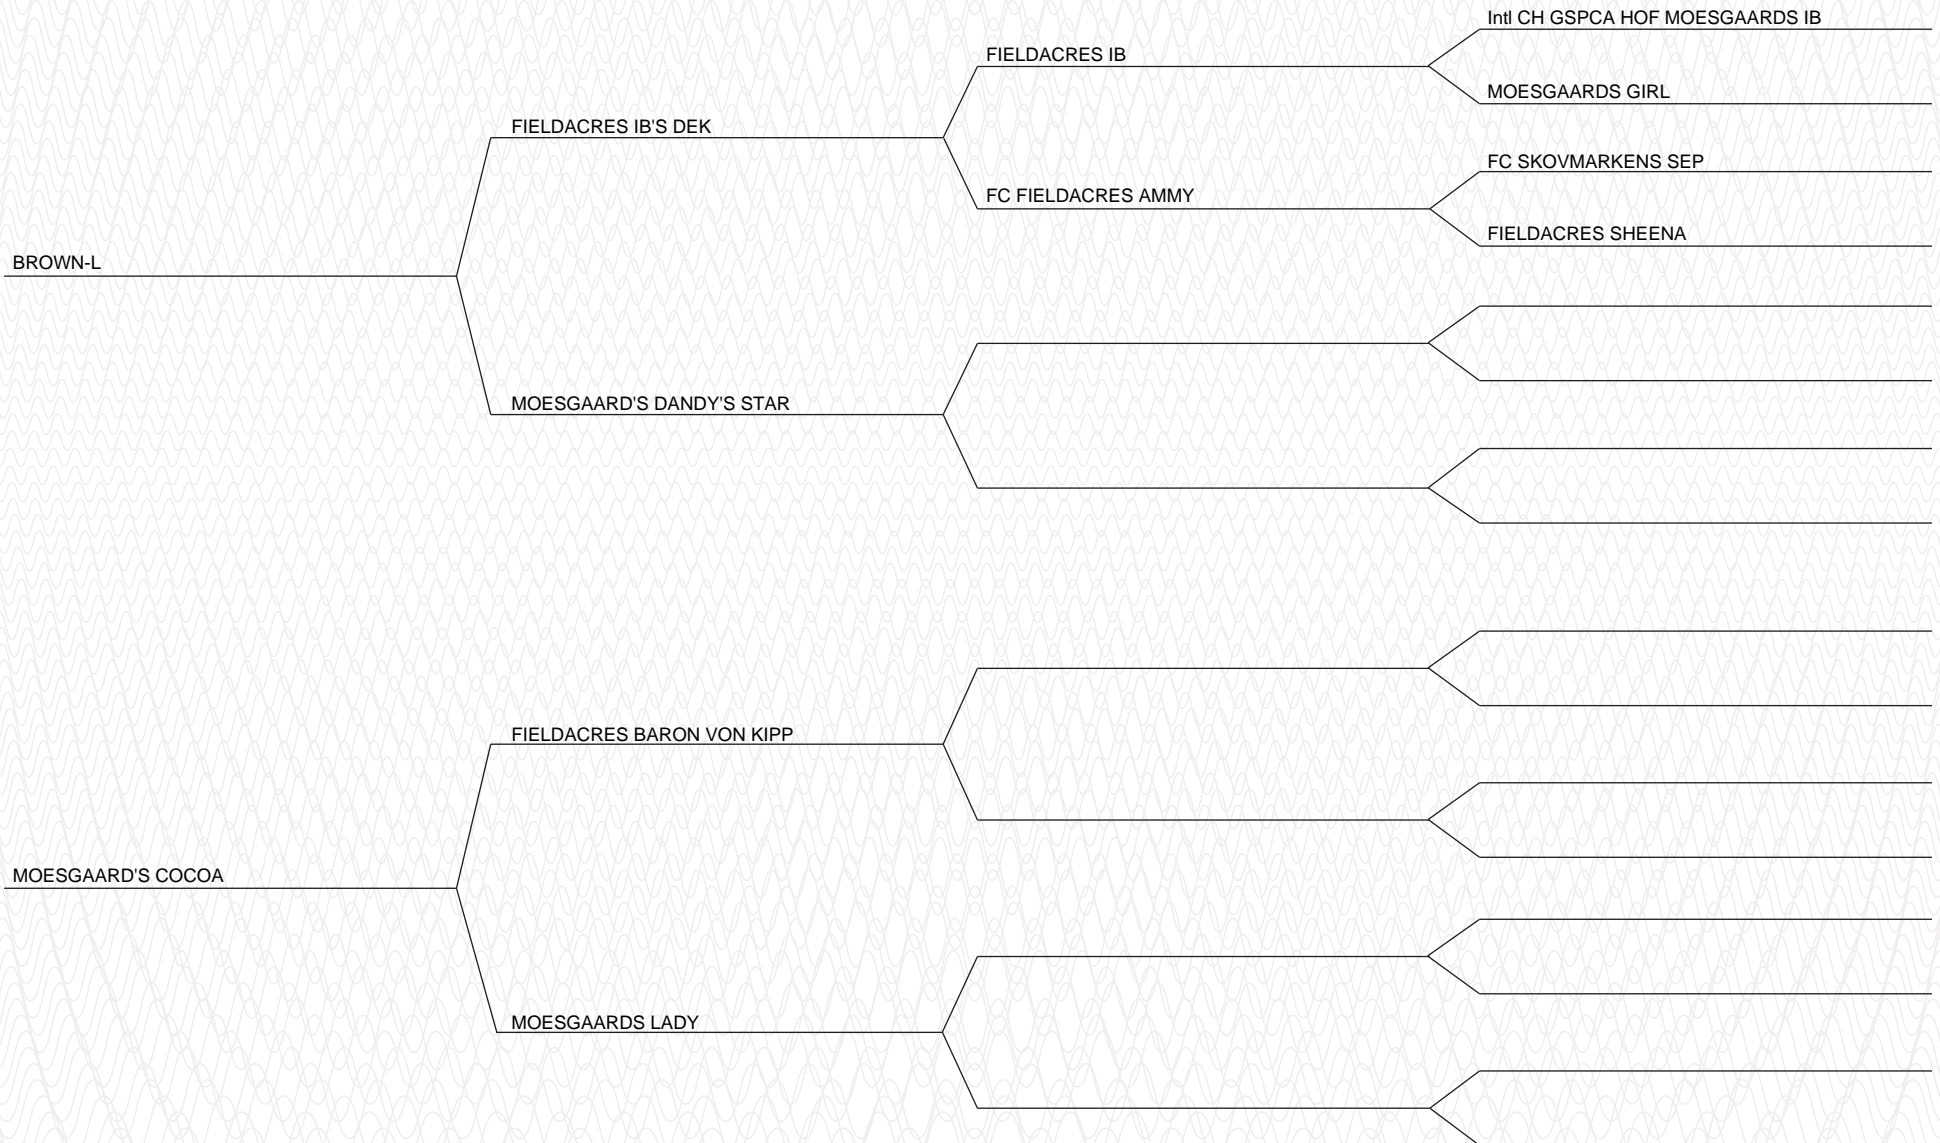 Intl CH GSPCA HOF MOESGAARDS IB
FIELDACRES IB
MOESGAARDS GIRL
FIELDACRES IB'S DEK
FC SKOVMARKENS SEP
FC FIELDACRES AMMY
FIELDACRES SHEENA
BROWN-L
MOESGAARD'S DANDY'S STAR
FIELDACRES BARON VON KIPP
MOESGAARD'S COCOA
MOESGAARDS LADY